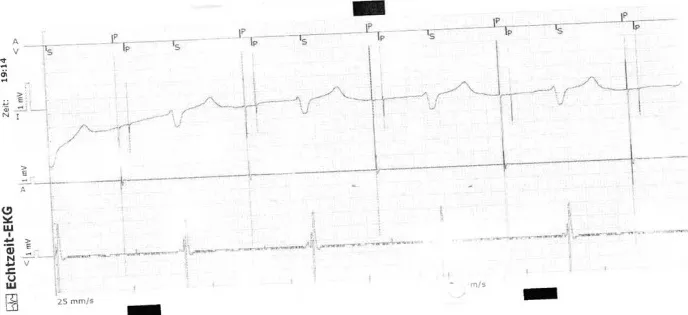 A
V
P P P P P
S P S P S P S P S P
Zeit: 19:14
1 mV
I
1 mV
A
1 mV
V
Echtzeit-EKG
25 mm/s
m/s